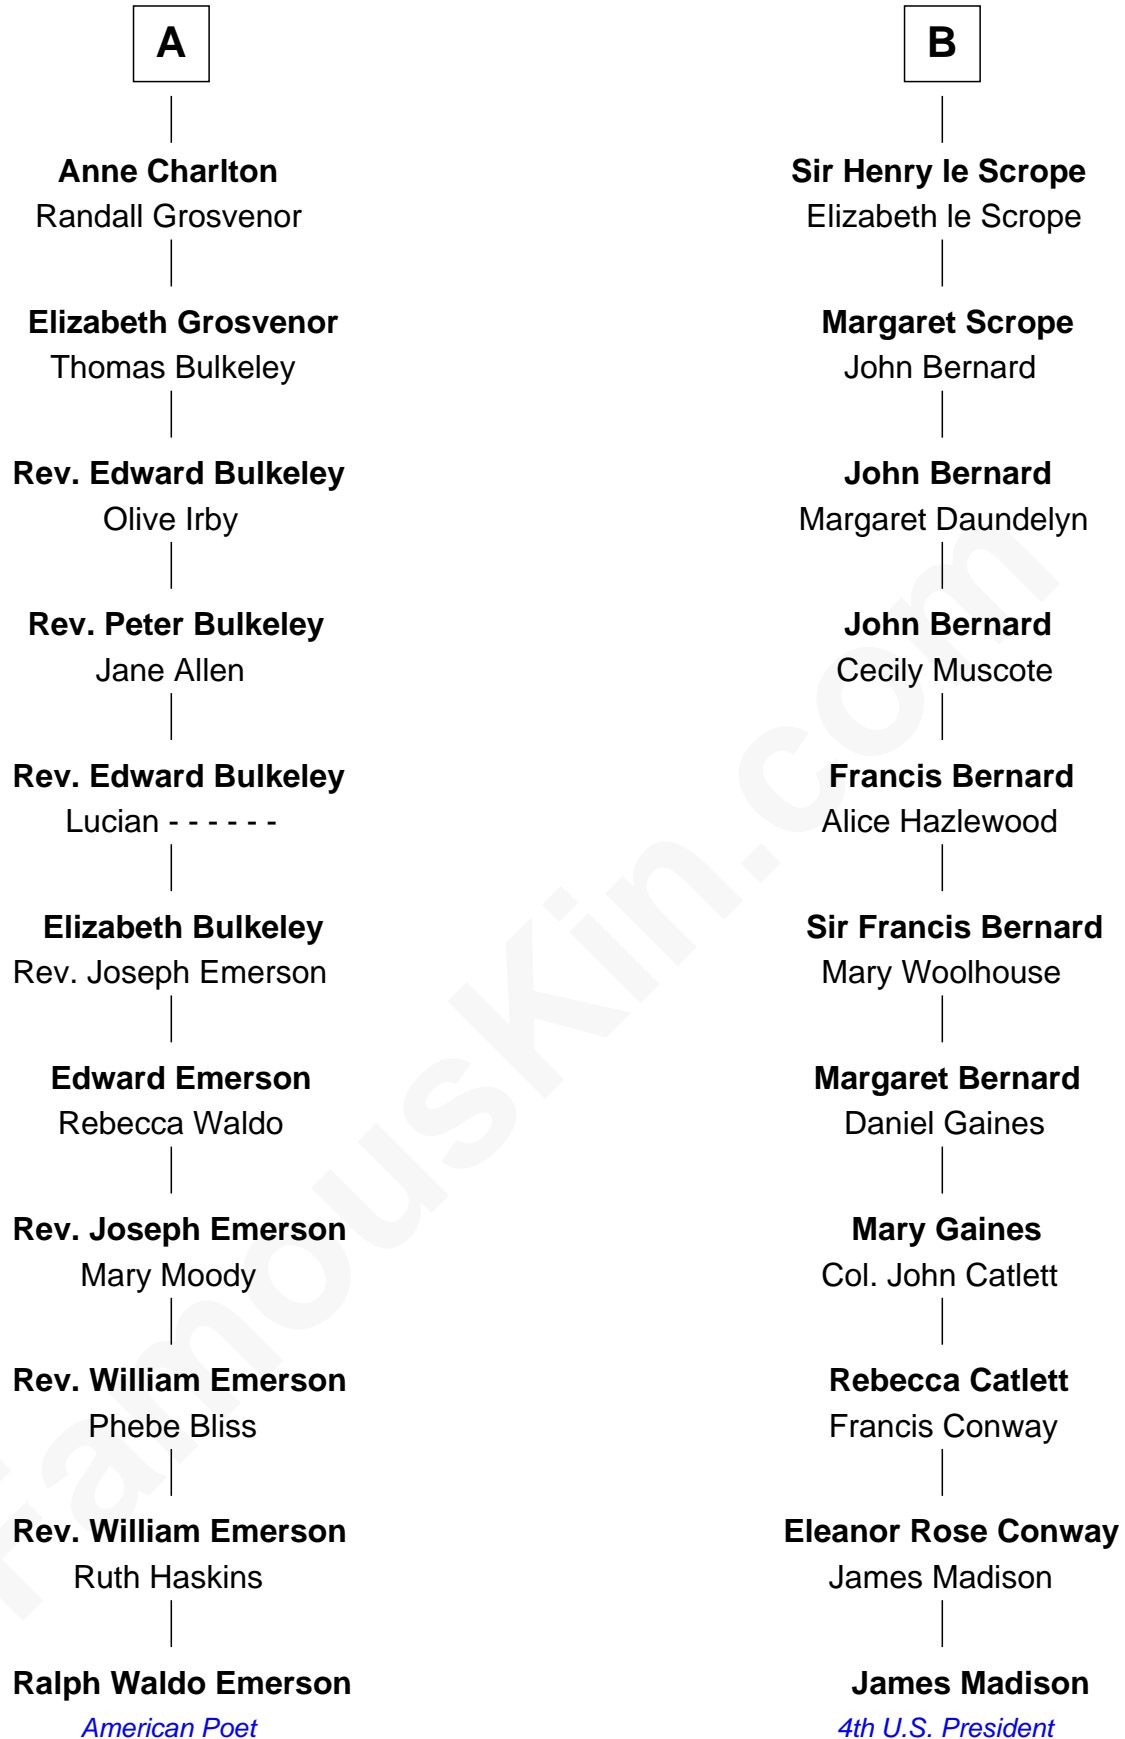 A
Anne Charlton
Randall Grosvenor
Elizabeth Grosvenor
Thomas Bulkeley
Rev. Edward Bulkeley
Olive Irby
Rev. Peter Bulkeley
Jane Allen
Rev. Edward Bulkeley
Lucian - - - - - -
Elizabeth Bulkeley
Rev. Joseph Emerson
Edward Emerson
Rebecca Waldo
Rev. Joseph Emerson
Mary Moody
Rev. William Emerson
Phebe Bliss
Rev. William Emerson
Ruth Haskins
Ralph Waldo Emerson
American Poet
B
Sir Henry le Scrope
Elizabeth le Scrope
Margaret Scrope
John Bernard
John Bernard
Margaret Daundelyn
John Bernard
Cecily Muscote
Francis Bernard
Alice Hazlewood
Sir Francis Bernard
Mary Woolhouse
Margaret Bernard
Daniel Gaines
Mary Gaines
Col. John Catlett
Rebecca Catlett
Francis Conway
Eleanor Rose Conway
James Madison
James Madison
4th U.S. President
FamousKin.com